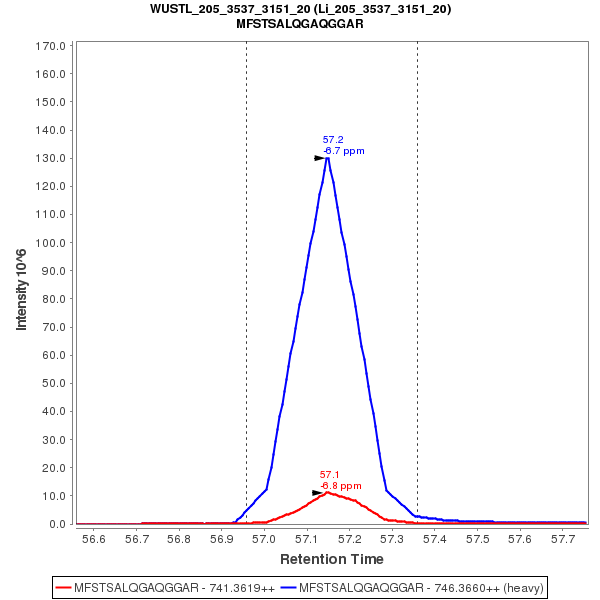 WUSTL_205_3537_3151_20 (Li_205_3537_3151_20)
MFSTSALQGAQGGAR
170.0
160.0
150.0
140.0
130.0
120.0
110.0
100.0
90.0
80.0
70.0
60.0
50.0
40.0
30.0
20.0
10.0
0.0
Intensity 10^6
57.2
-6.7 ppm
57.1
-6.8 ppm
56.6 56.7 56.8 56.9 57.0 57.1 57.2 57.3 57.4 57.5 57.6 57.7
Retention Time
MFSTSALQGAQGGAR - 741.3619++ MFSTSALQGAQGGAR - 746.3660++ (heavy)